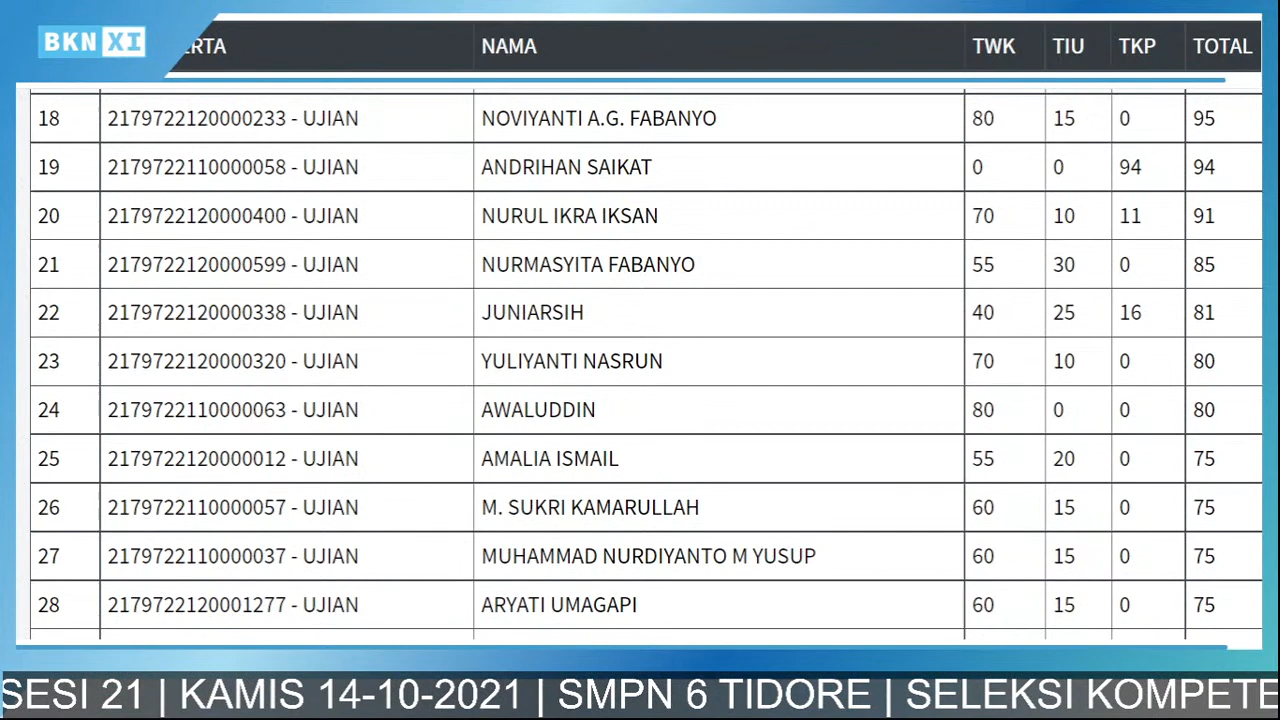 BKN XI
ERTA NAMA TWK TIU TKP TOTAL
18 2179722120000233 - UJIAN NOVIYANTI A.G. FABANYO 80 15 0 95
19 2179722110000058 - UJIAN ANDRIHAN SAIKAT 0 0 94 94
20 2179722120000400 - UJIAN NURUL IKRA IKSAN 70 10 11 91
21 2179722120000599 - UJIAN NURMASYITA FABANYO 55 30 0 85
22 2179722120000338 - UJIAN JUNIARSIH 40 25 16 81
23 2179722120000320 - UJIAN YULIYANTI NASRUN 70 10 0 80
24 2179722110000063 - UJIAN AWALUDDIN 80 0 0 80
25 2179722120000012 - UJIAN AMALIA ISMAIL 55 20 0 75
26 2179722110000057 - UJIAN M. SUKRI KAMARULLAH 60 15 0 75
27 2179722110000037 - UJIAN MUHAMMAD NURDIYANTO M YUSUP 60 15 0 75
28 2179722120001277 - UJIAN ARYATI UMAGAPI 60 15 0 75
SESI 21 | KAMIS 14-10-2021 | SMPN 6 TIDORE | SELEKSI KOMPETE